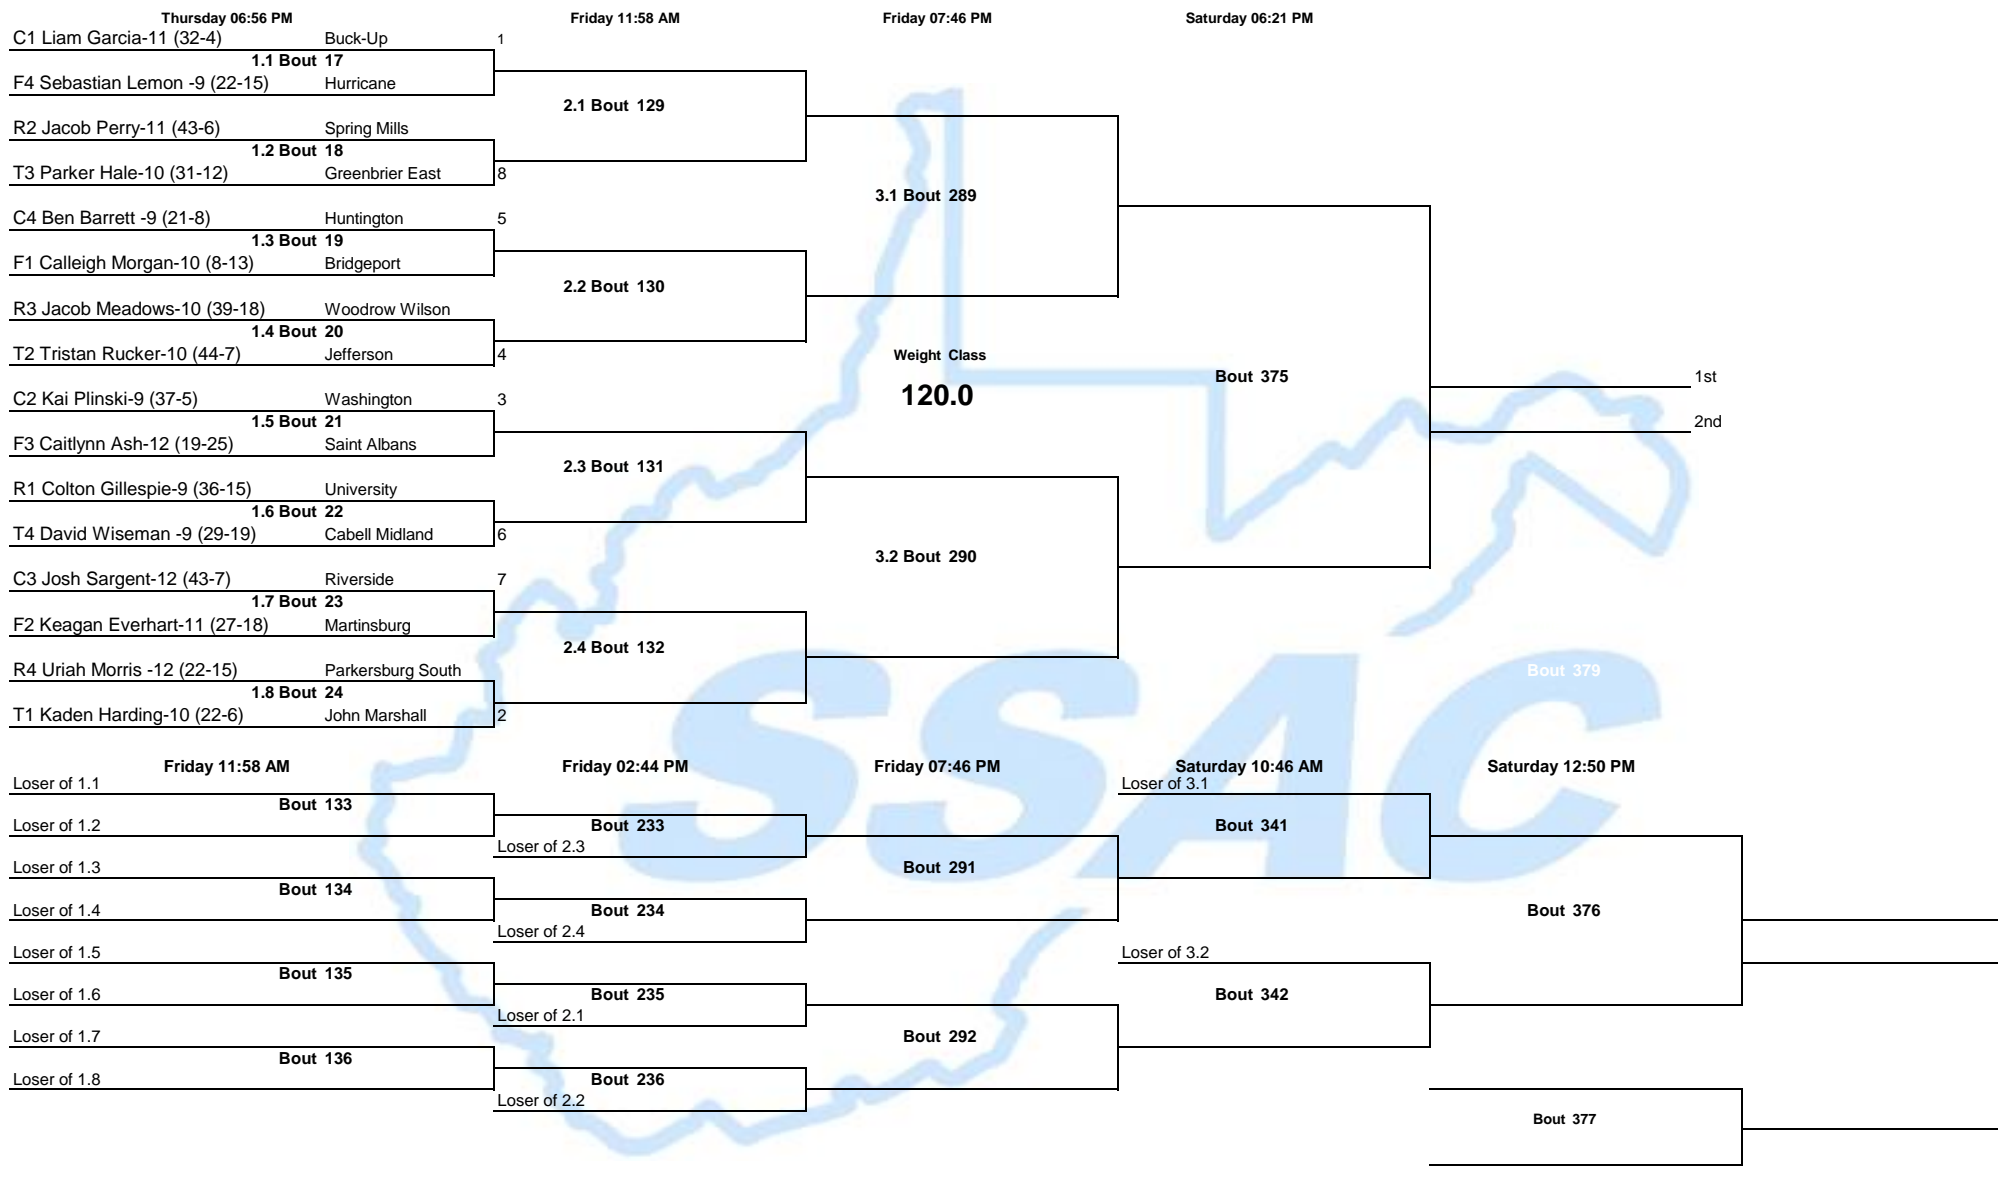 Thursday 06:56 PM Friday 11:58 AM Friday 07:46 PM Saturday 06:21 PM
C1 Liam Garcia-11 (32-4) Buck-Up 1
1.1 Bout 17
F4 Sebastian Lemon -9 (22-15) Hurricane
2.1 Bout 129
R2 Jacob Perry-11 (43-6) Spring Mills
1.2 Bout 18
T3 Parker Hale-10 (31-12) Greenbrier East 8
3.1 Bout 289
C4 Ben Barrett -9 (21-8) Huntington 5
1.3 Bout 19
F1 Calleigh Morgan-10 (8-13) Bridgeport
2.2 Bout 130
R3 Jacob Meadows-10 (39-18) Woodrow Wilson
1.4 Bout 20
T2 Tristan Rucker-10 (44-7) Jefferson 4
Weight Class
Bout 375
1st
120.0
C2 Kai Plinski-9 (37-5) Washington 3
1.5 Bout 21
2nd
F3 Caitlynn Ash-12 (19-25) Saint Albans
2.3 Bout 131
R1 Colton Gillespie-9 (36-15) University
1.6 Bout 22
T4 David Wiseman -9 (29-19) Cabell Midland 6
3.2 Bout 290
C3 Josh Sargent-12 (43-7) Riverside 7
1.7 Bout 23
F2 Keagan Everhart-11 (27-18) Martinsburg
2.4 Bout 132
R4 Uriah Morris -12 (22-15) Parkersburg South
Bout 379
1.8 Bout 24
T1 Kaden Harding-10 (22-6) John Marshall 2
SSAC
Friday 11:58 AM Friday 02:44 PM Friday 07:46 PM Saturday 10:46 AM Saturday 12:50 PM
Loser of 1.1 Loser of 3.1
Bout 133
Loser of 1.2 Bout 233 Bout 341
Loser of 2.3
Loser of 1.3 Bout 291
Bout 134
Loser of 1.4 Bout 234 Bout 376
Loser of 2.4
Loser of 1.5 Loser of 3.2
Bout 135
Loser of 1.6 Bout 235 Bout 342
Loser of 2.1
Loser of 1.7 Bout 292
Bout 136
Loser of 1.8 Bout 236
Loser of 2.2
Bout 377